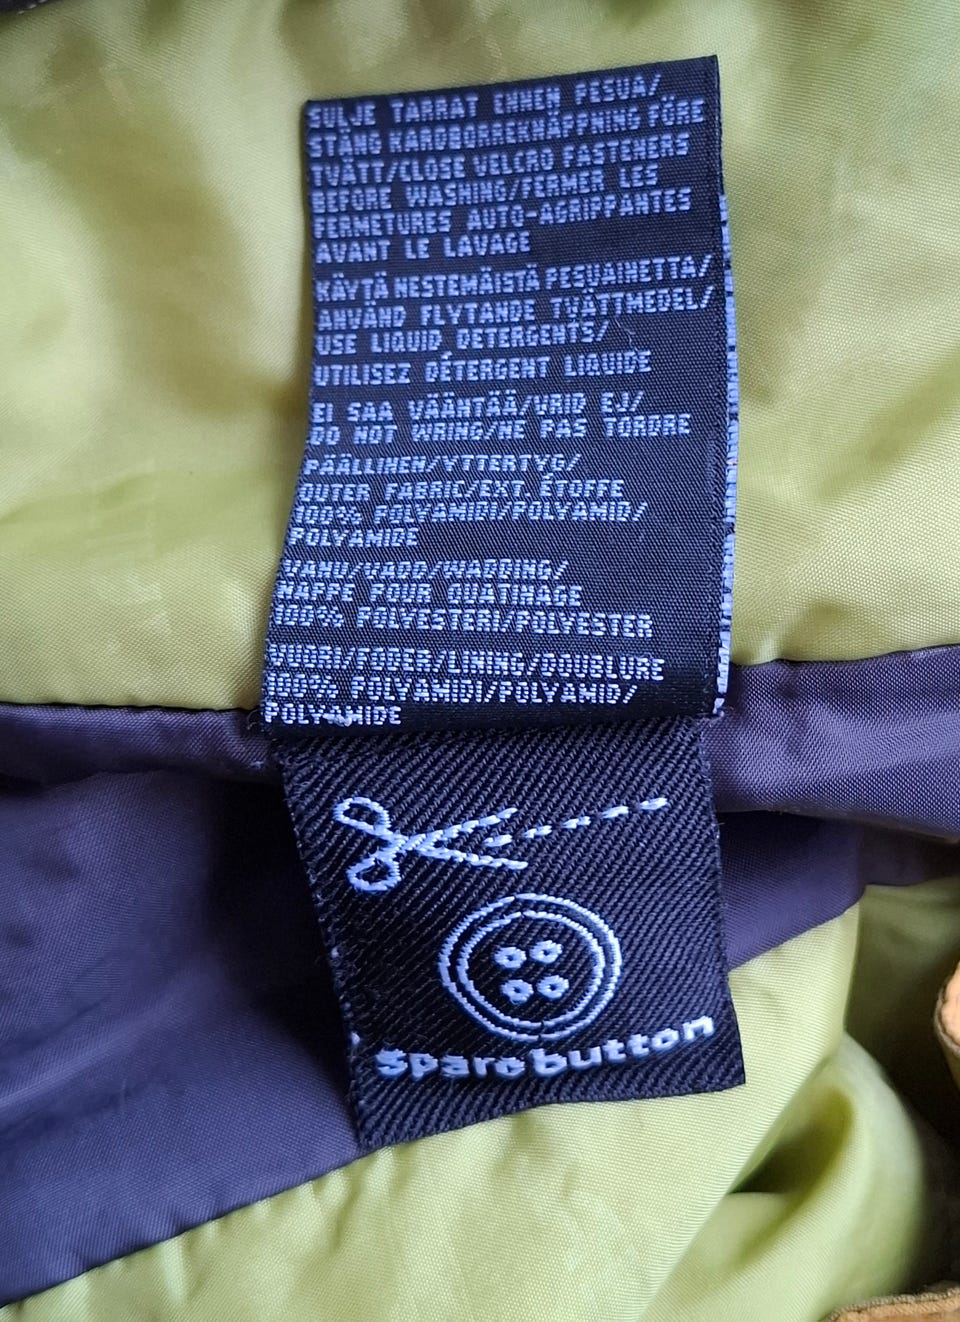 SULJE TARRAT ENNEN PESUA/
STÄNG KARDBORREKNÄPPNING FÖRE
TVÄTT/CLOSE VELCRO FASTENERS
BEFORE WASHING/FERMER LES
FERMETURES AUTO-AGRIPPANTES
AVANT LE LAVAGE
KÄYTÄ NESTEMÄISTÄ PESUAINETTA/
ANVÄND FLYTANDE TVÄTTMEDEL/
USE LIQUID DETERGENTS/
UTILISEZ DÉTERGENT LIQUIDE
EI SAA VÄÄNTÄÄ/VRID EJ/
DO NOT WRING/NE PAS TORDRE
PÄÄLLINEN/YTTERTYG/
OUTER FABRIC/EXT. ÉTOFFE
100% POLYAMIDI/POLYAMID/
POLYAMIDE
VANU/VADD/WADDING/
NAPPE POUR OUATINAGE
100% POLYESTERI/POLYESTER
VUORI/FODER/LINING/DOUBLURE
100% POLYAMIDI/POLYAMID/
POLYAMIDE
Spare button